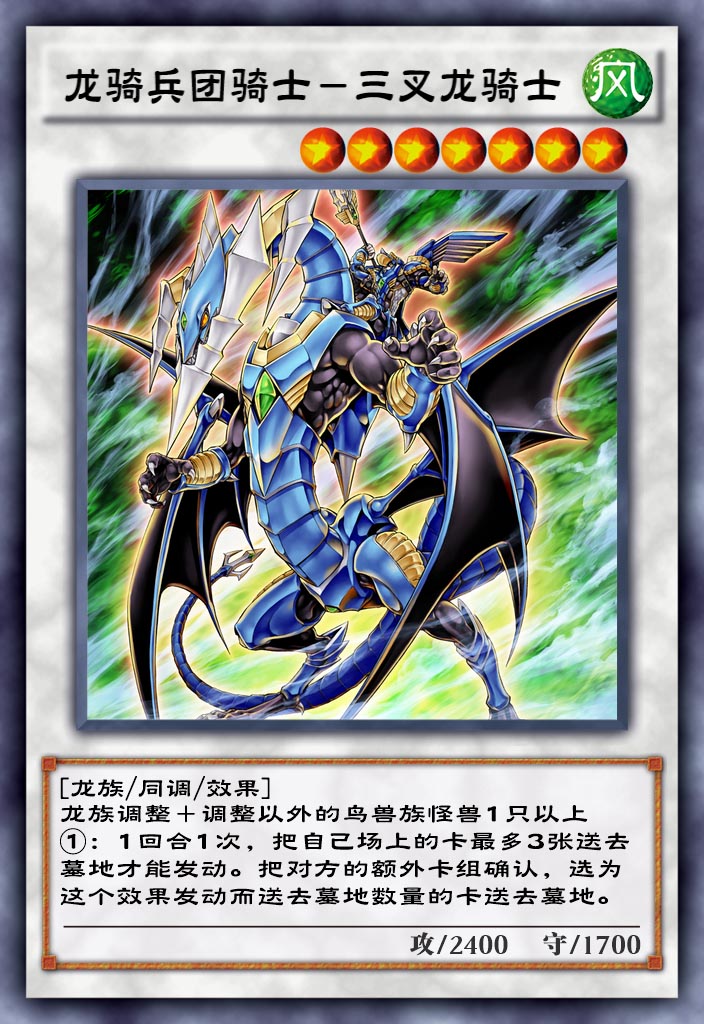 龙骑兵团骑士－三叉龙骑士
风
[龙族/同调/效果]
龙族调整＋调整以外的鸟兽族怪兽1只以上
①：1回合1次，把自己场上的卡最多3张送去
墓地才能发动。把对方的额外卡组确认，选为
这个效果发动而送去墓地数量的卡送去墓地。
攻/2400 守/1700